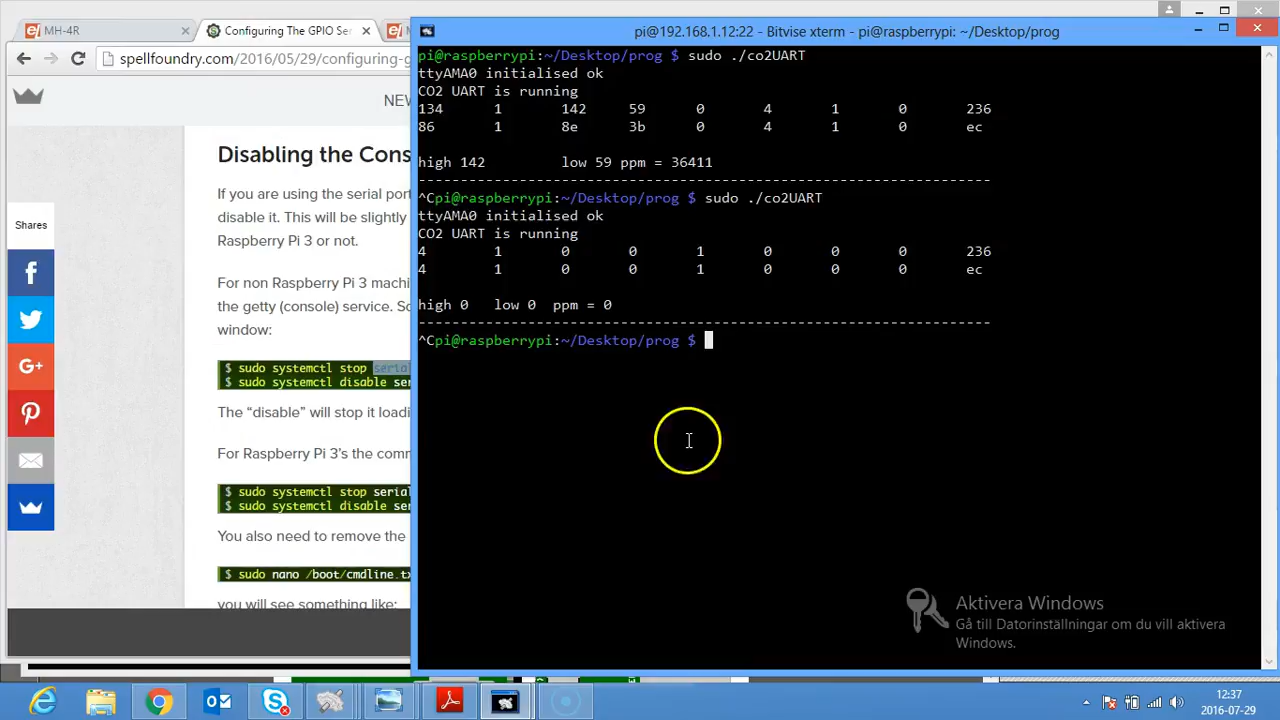 MH-4R
Configuring The GPIO Ser
spellfoundry.com/2016/05/29/configuring-g
NEW
Disabling the Cons
If you are using the serial port
disable it. This will be slightly
Raspberry Pi 3 or not.
For non Raspberry Pi 3 machi
the getty (console) service. So
window:
$ sudo systemctl stop serial
$ sudo systemctl disable ser
The “disable” will stop it loadi
For Raspberry Pi 3's the comm
$ sudo systemctl stop serial
$ sudo systemctl disable ser
You also need to remove the
$ sudo nano /boot/cmdline.tx
you will see something like:
Shares
pi@192.168.1.12:22 - Bitvise xterm - pi@raspberrypi: ~/Desktop/prog
pi@raspberrypi:~/Desktop/prog $ sudo ./co2UART
ttyAMA0 initialised ok
CO2 UART is running
134 1 142 59 0 4 1 0 236
86 1 8e 3b 0 4 1 0 ec
high 142 low 59 ppm = 36411
--------------------------------------------------------------------
^Cpi@raspberrypi:~/Desktop/prog $ sudo ./co2UART
ttyAMA0 initialised ok
CO2 UART is running
4 1 0 0 1 0 0 0 236
4 1 0 0 1 0 0 0 ec
high 0 low 0 ppm = 0
--------------------------------------------------------------------
^Cpi@raspberrypi:~/Desktop/prog $
Aktivera Windows
Gå till Datorinställningar om du vill aktivera
Windows.
12:37
2016-07-29